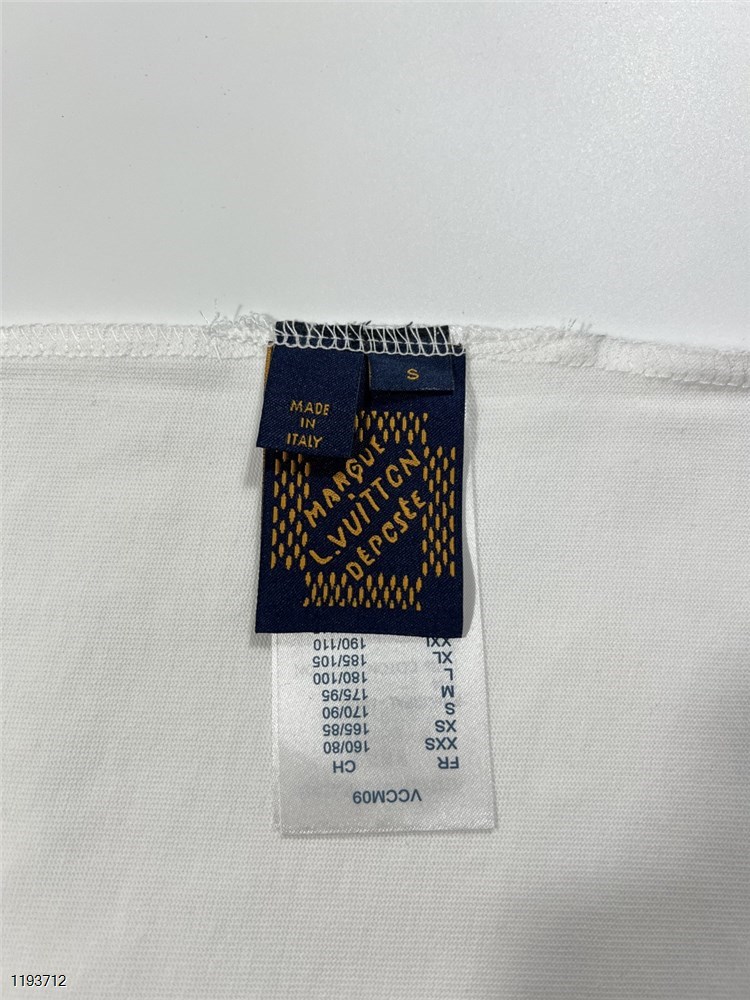 S
MADE
IN
ITALY
MARQUE
L.VUITTON
DÉPOSÉE
VCCM09
FR CH
XXS 160/80
XS 165/85
S 170/90
M 175/95
L 180/100
XL 185/105
XXL 190/110
1193712